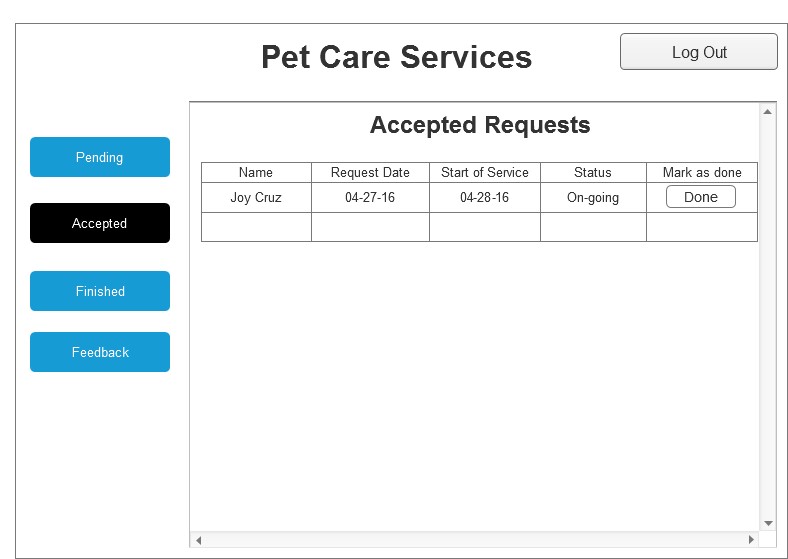 Pet Care Services
Log Out
Pending
Accepted
Finished
Feedback
Accepted Requests
Name Request Date Start of Service Status Mark as done
Joy Cruz 04-27-16 04-28-16 On-going Done